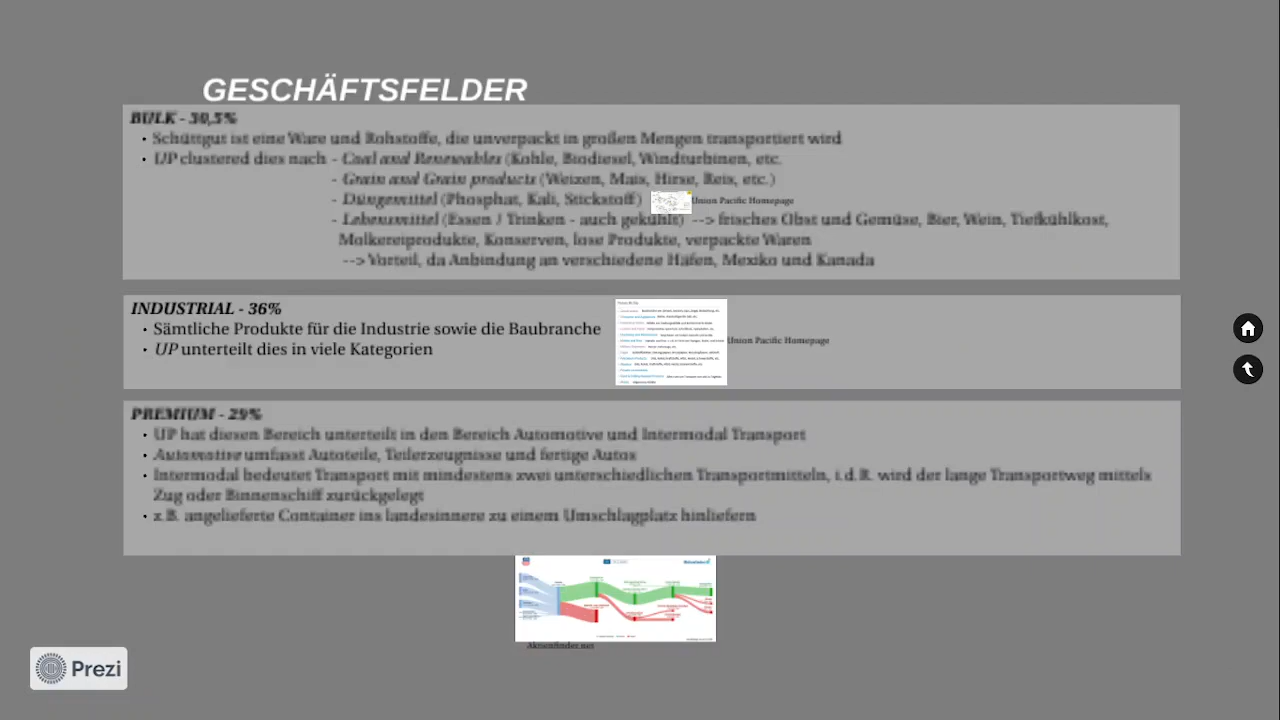 GESCHÄFTSFELDER
BULK - 30,5%
• Schüttgut ist eine Ware und Rohstoffe, die unverpackt in großen Mengen transportiert wird
• UP clustered dies nach - Coal and Renewables (Kohle, Biodiesel, Windturbinen, etc.
- Grain and Grain products (Weizen, Mais, Hirse, Reis, etc.)
- Düngemittel (Phosphat, Kali, Stickstoff) Union Pacific Homepage
- Lebensmittel (Essen / Trinken - auch gekühlt) --> frisches Obst und Gemüse, Bier, Wein, Tiefkühlkost,
Molkereiprodukte, Konserven, lose Produkte, verpackte Waren
--> Vorteil, da Anbindung an verschiedene Häfen, Mexiko und Kanada
INDUSTRIAL - 36%
• Sämtliche Produkte für die sowie die Baubranche
• UP unterteilt dies in viele Kategorien
Union Pacific Homepage
PREMIUM - 29%
• UP hat diesen Bereich unterteilt in den Bereich Automotive und Intermodal Transport
• Automotive umfasst Autoteile, Teilerzeugnisse und fertige Autos
• Intermodal bedeutet Transport mit mindestens zwei unterschiedlichen Transportmitteln, i.d.R. wird der lange Transportweg mittels
Zug oder Binnenschiff zurückgelegt
• z.B. angelieferte Container ins landesinnere zu einem Umschlagplatz hinliefern
Aktienfinder.net
Prezi